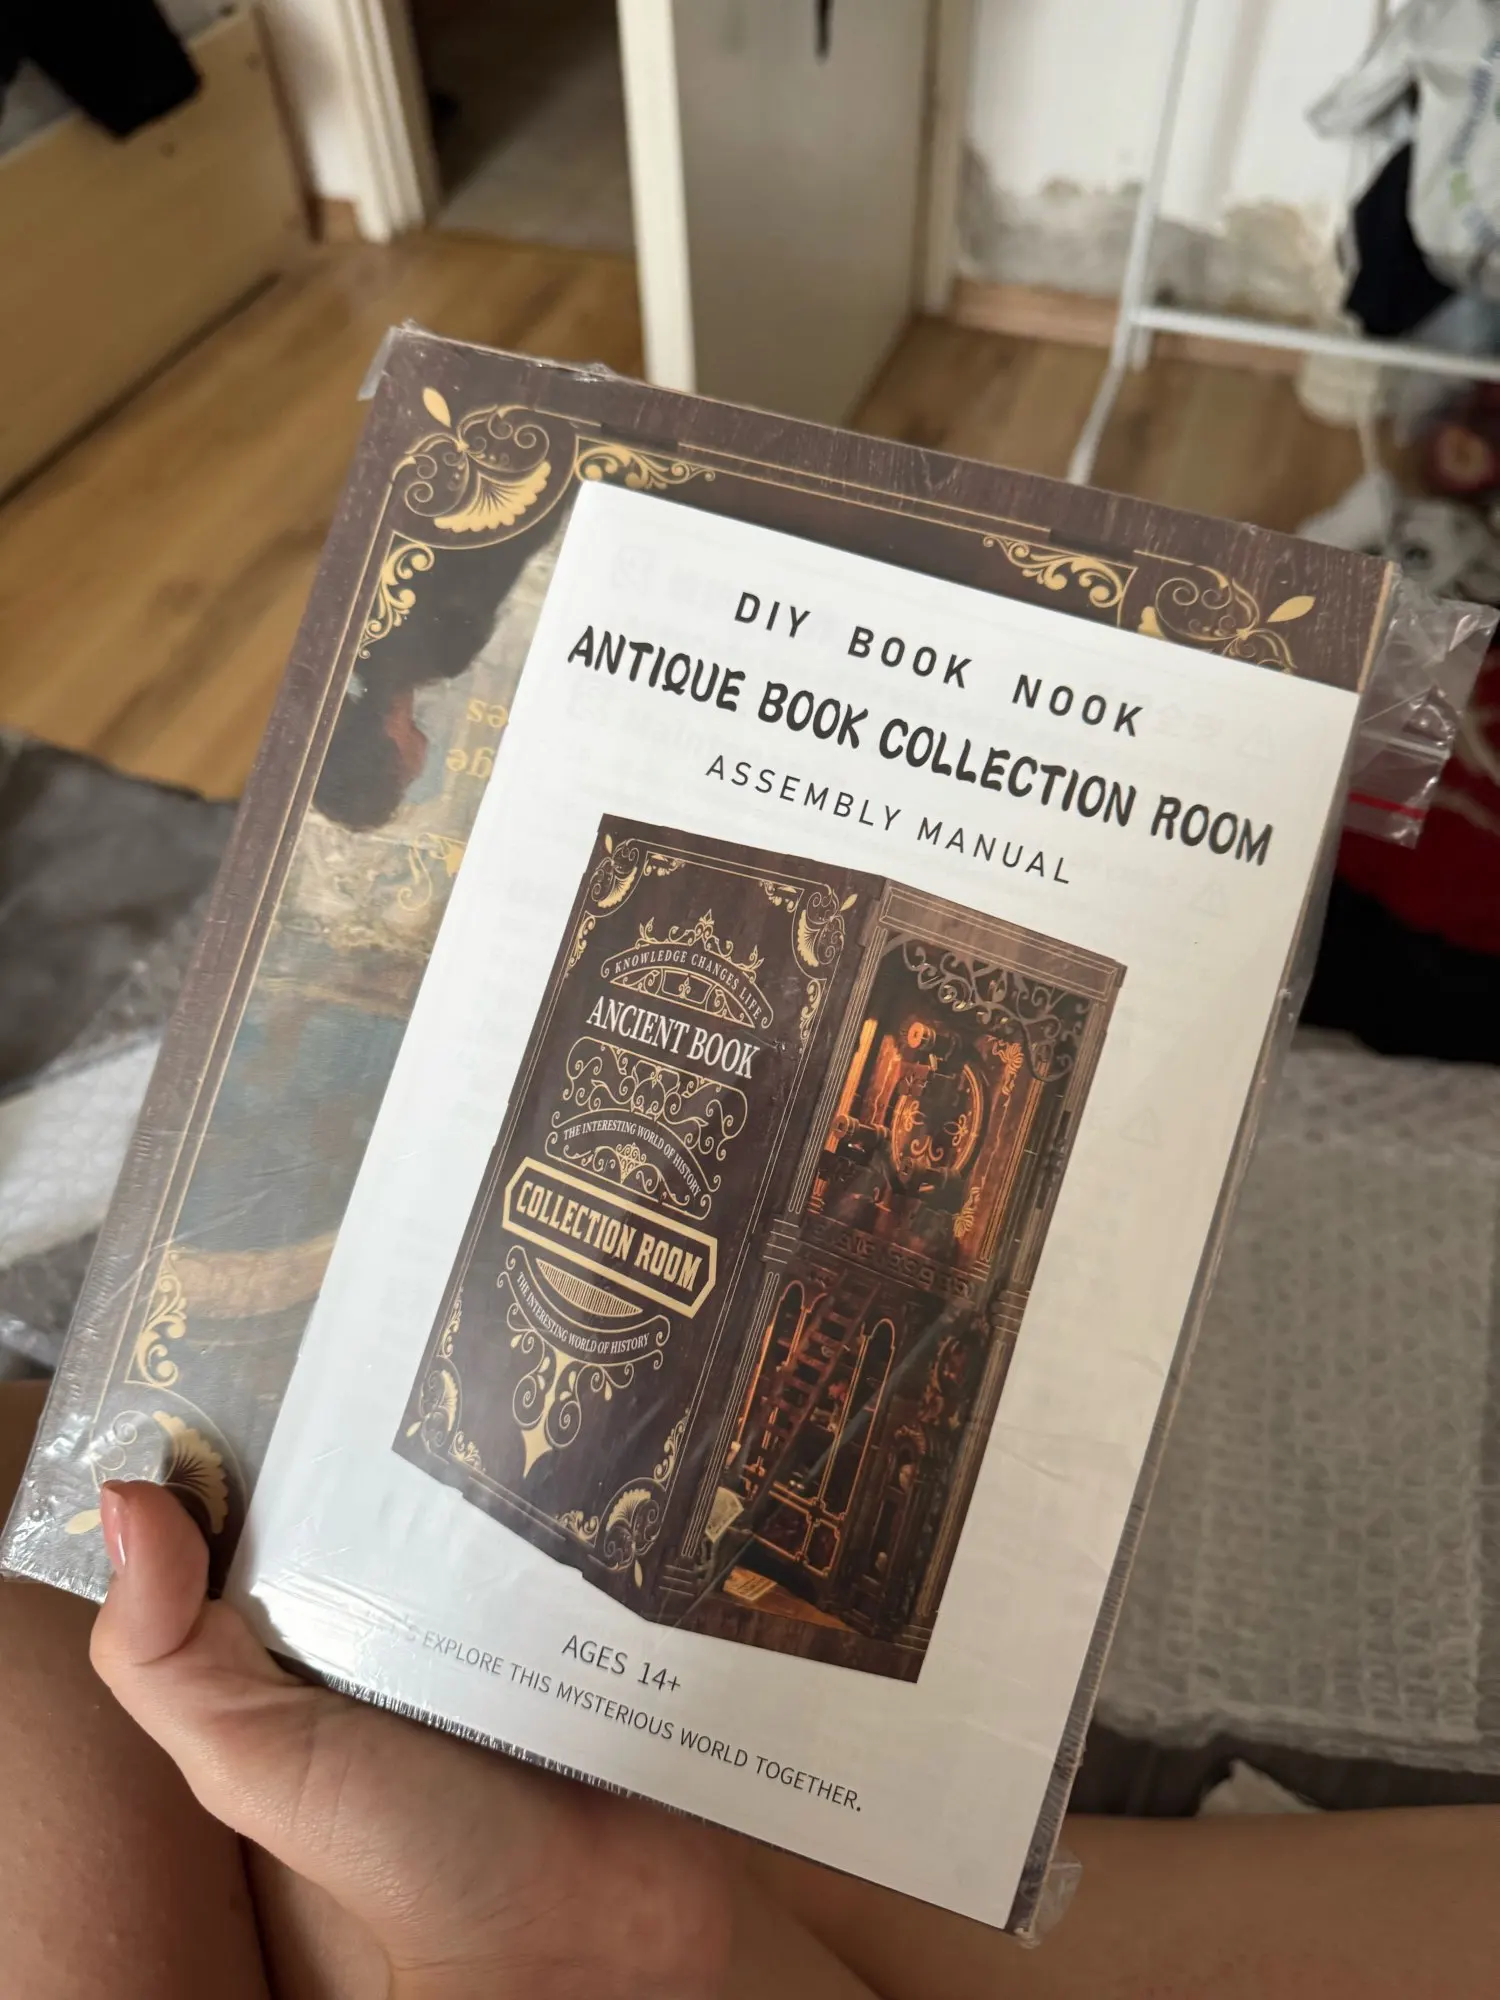 DIY BOOK NOOK
ANTIQUE BOOK COLLECTION ROOM
ASSEMBLY MANUAL
KNOWLEDGE CHANGES LIFE
ANCIENT BOOK
THE INTERESTING WORLD OF HISTORY
COLLECTION ROOM
THE INTERESTING WORLD OF HISTORY
AGES 14+
EXPLORE THIS MYSTERIOUS WORLD TOGETHER.